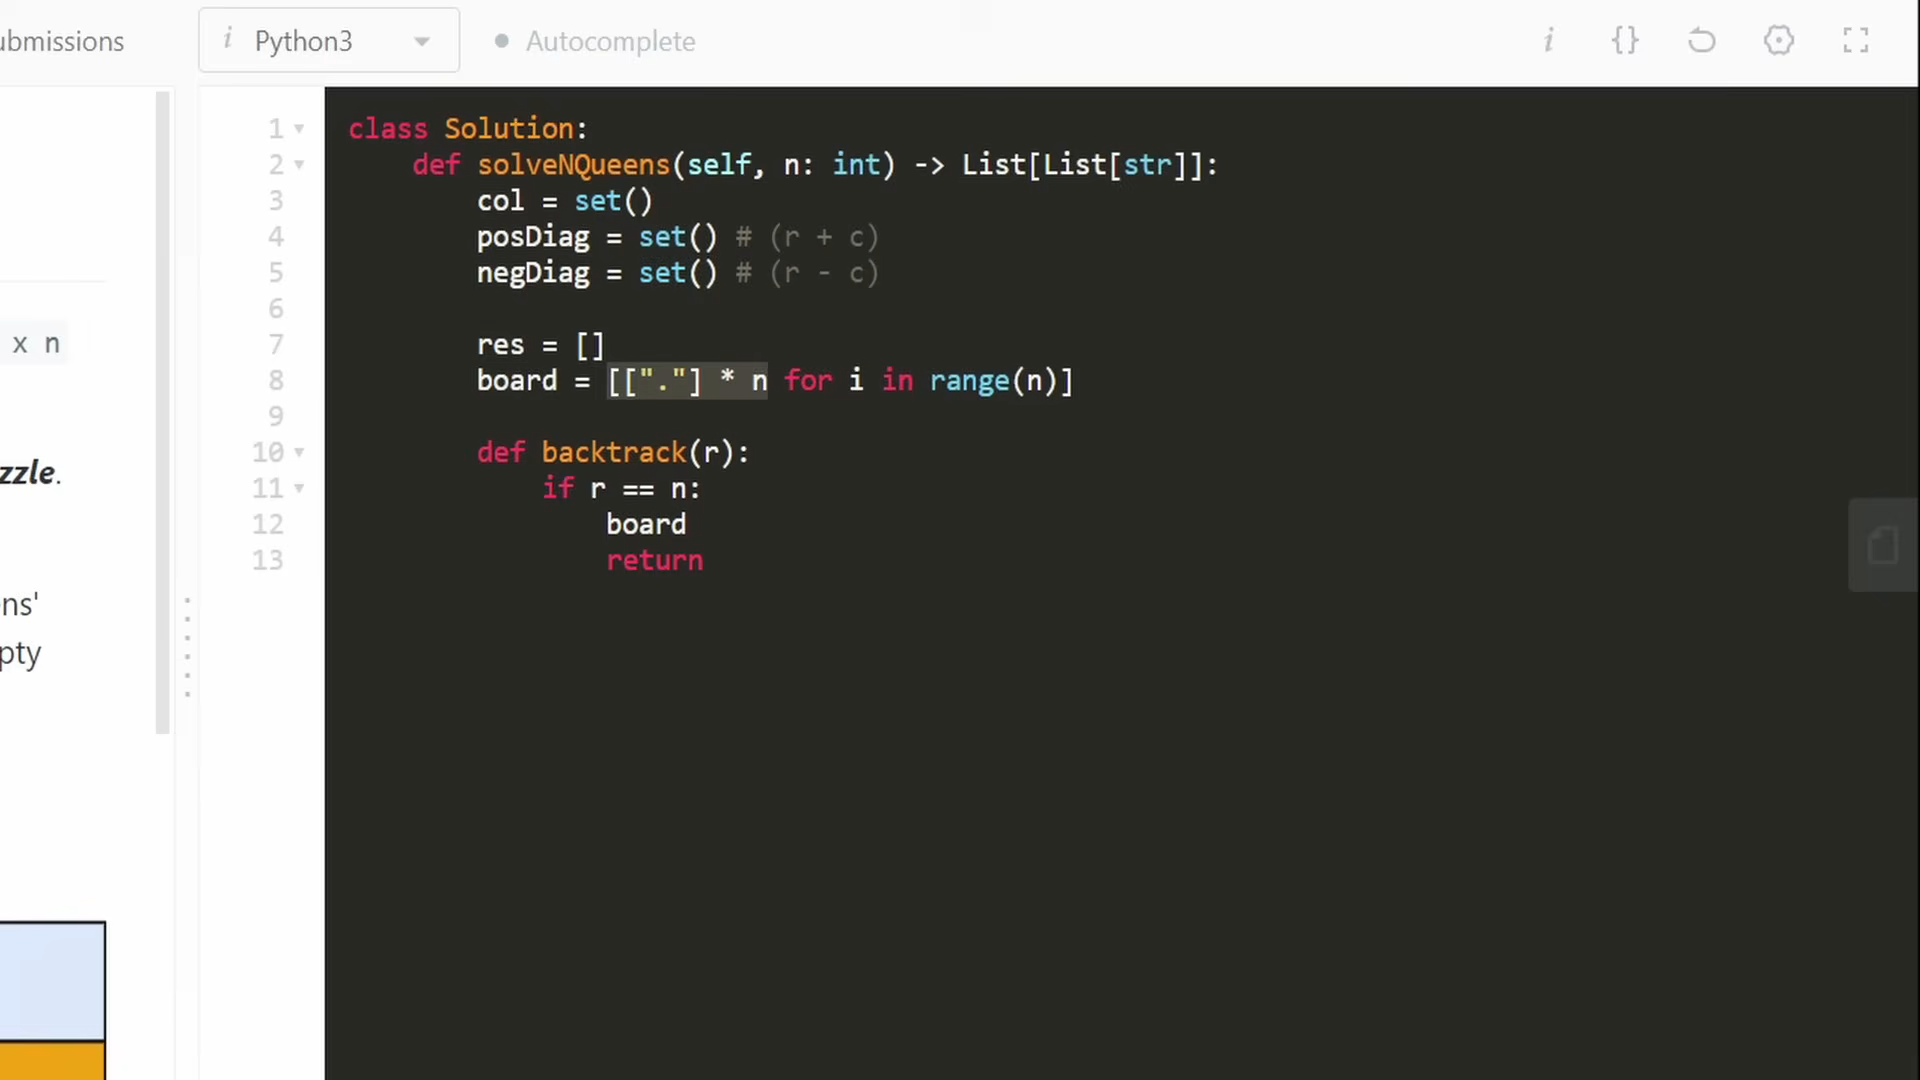 ubmissions
i Python3
Autocomplete
i {}
x n
zzle.
ns'
pty
1 class Solution:
2     def solveNQueens(self, n: int) -> List[List[str]]:
3         col = set()
4         posDiag = set() # (r + c)
5         negDiag = set() # (r - c)
6
7         res = []
8         board = [["."] * n for i in range(n)]
9
10         def backtrack(r):
11             if r == n:
12                 board
13                 return